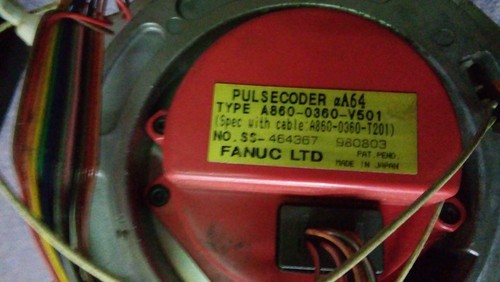 PULSECODER αA64
TYPE A860-0360-V501
(Spec with cable:A860-0360-T201)
NO. SS- 464367 980803
FANUC LTD PAT. PEND
MADE IN JAPAN